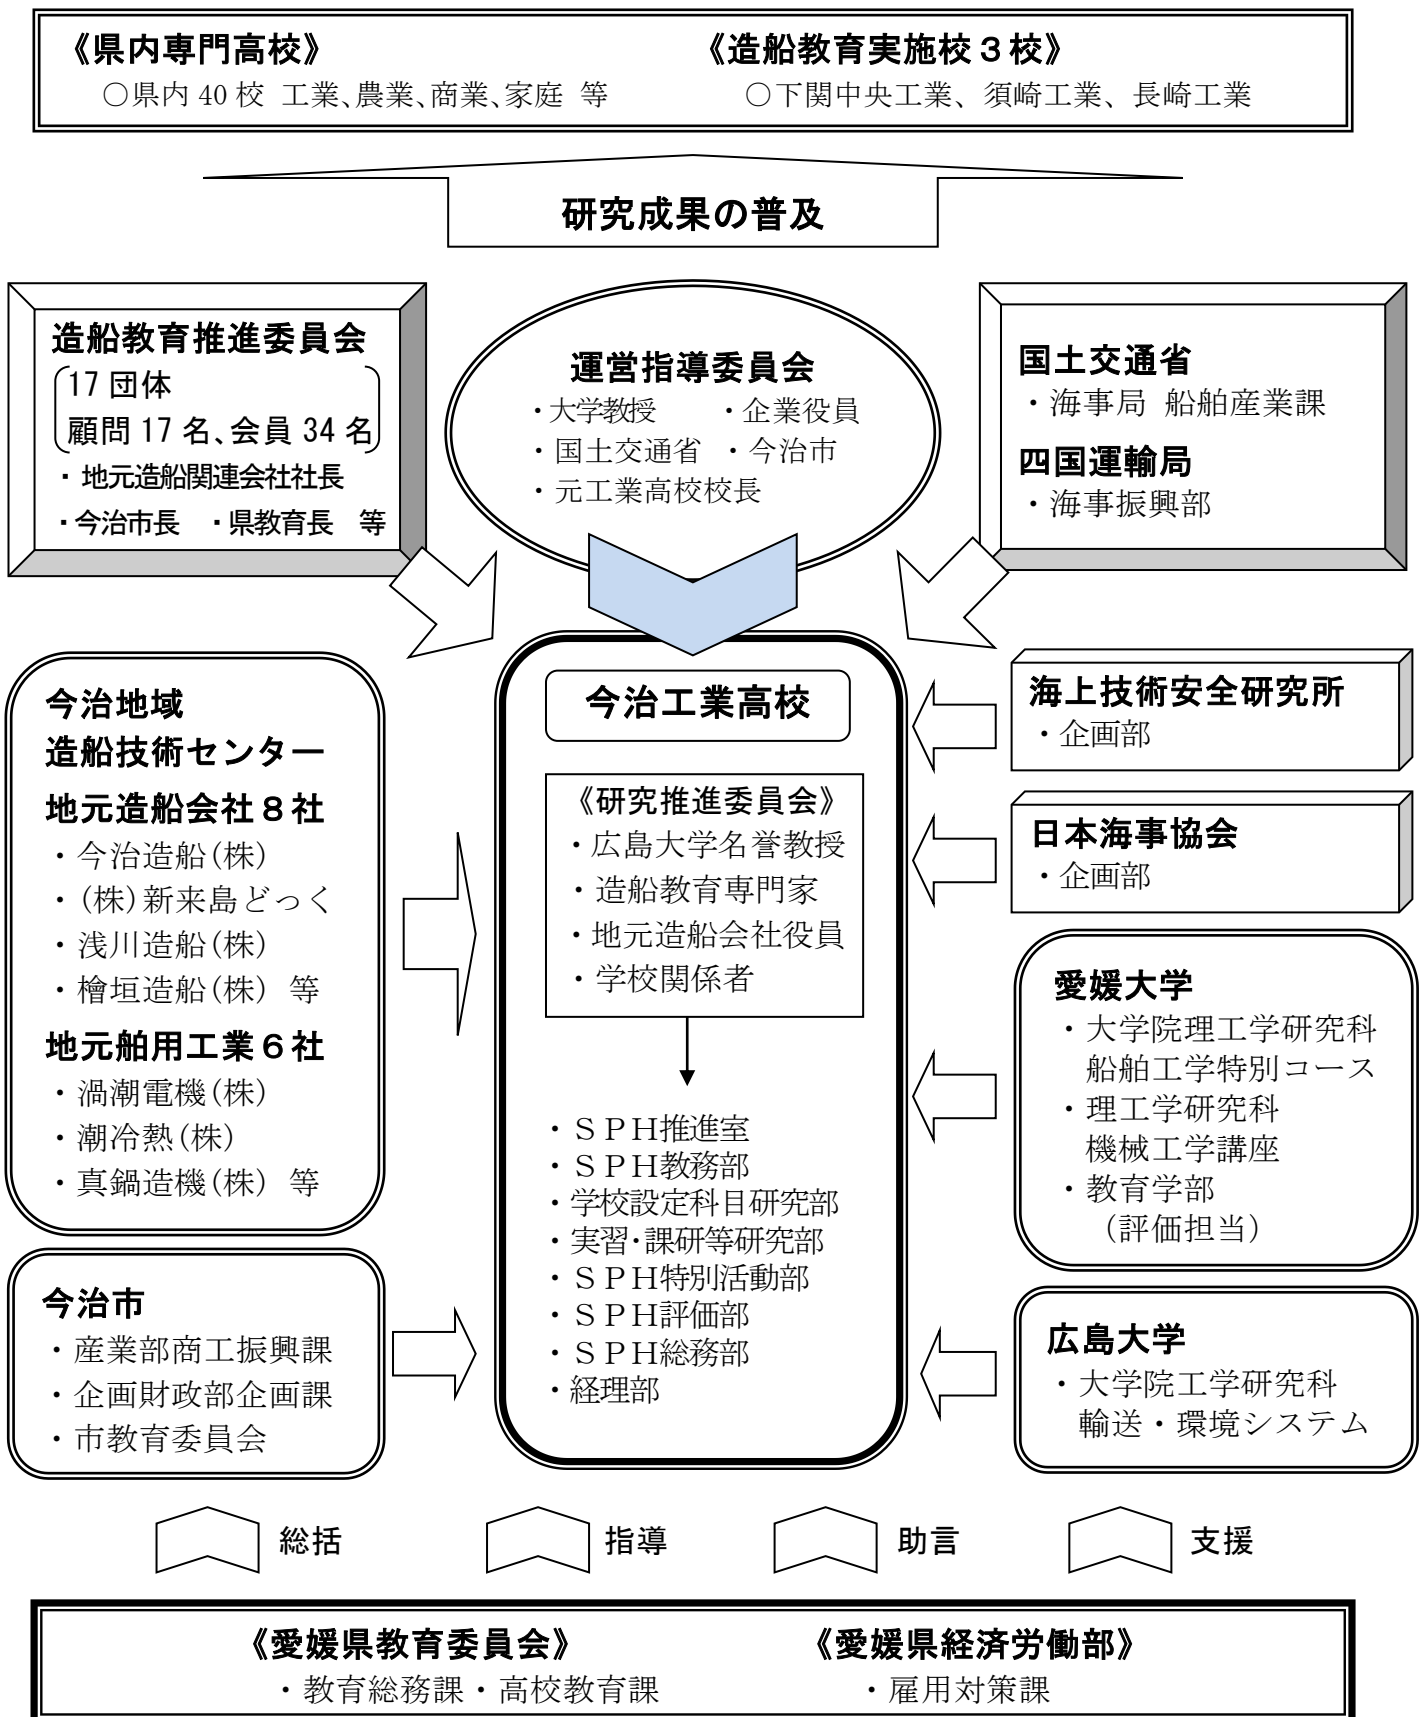 《県内専門高校》
○県内 40 校 工業、農業、商業、家庭 等
《造船教育実施校３校》
○下関中央工業、須崎工業、長崎工業
研究成果の普及
造船教育推進委員会
17 団体
顧問 17 名、会員 34 名
・地元造船関連会社社長
・今治市長 ・県教育長 等
運営指導委員会
・大学教授 ・企業役員
・国土交通省 ・今治市
・元工業高校校長
国土交通省
・海事局 船舶産業課
四国運輸局
・海事振興部
今治地域
造船技術センター
地元造船会社８社
・今治造船(株)
・(株)新来島どっく
・浅川造船(株)
・檜垣造船(株) 等
地元舶用工業６社
・渦潮電機(株)
・潮冷熱(株)
・真鍋造機(株) 等
今治市
・産業部商工振興課
・企画財政部企画課
・市教育委員会
今治工業高校
《研究推進委員会》
・広島大学名誉教授
・造船教育専門家
・地元造船会社役員
・学校関係者
・ＳＰＨ推進室
・ＳＰＨ教務部
・学校設定科目研究部
・実習・課研等研究部
・ＳＰＨ特別活動部
・ＳＰＨ評価部
・ＳＰＨ総務部
・経理部
海上技術安全研究所
・企画部
日本海事協会
・企画部
愛媛大学
・大学院理工学研究科
船舶工学特別コース
・理工学研究科
機械工学講座
・教育学部
（評価担当）
広島大学
・大学院工学研究科
輸送・環境システム
総括
指導
助言
支援
《愛媛県教育委員会》
・教育総務課・高校教育課
《愛媛県経済労働部》
・雇用対策課